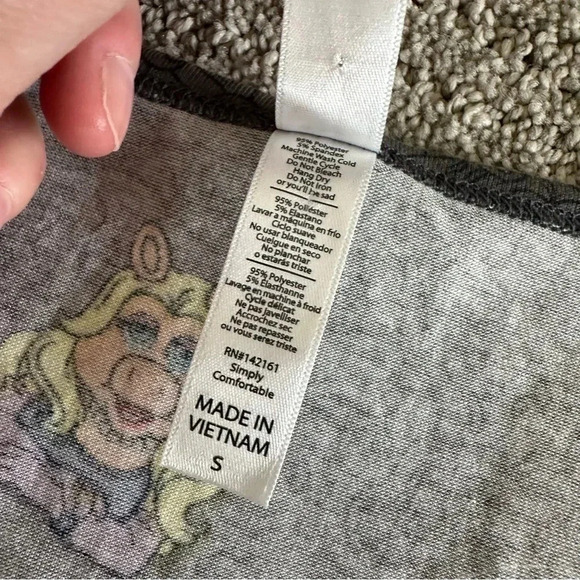 95% Polyester
5% Spandex
Machine Wash Cold
Gentle Cycle
Do Not Bleach
Hang Dry
Do Not Iron
or you'll be sad
95% Poliéster
5% Elastano
Lavar a máquina en frío
Ciclo suave
No usar blanqueador
Cuelgue en seco
No planchar
o estarás triste
95% Polyester
5% Élasthanne
Lavage en machine à froid
Cycle délicat
Ne pas javelliser
Accrochez sec
Ne pas repasser
ou vous serez triste
RN#142161
Simply
Comfortable
MADE IN
VIETNAM
S